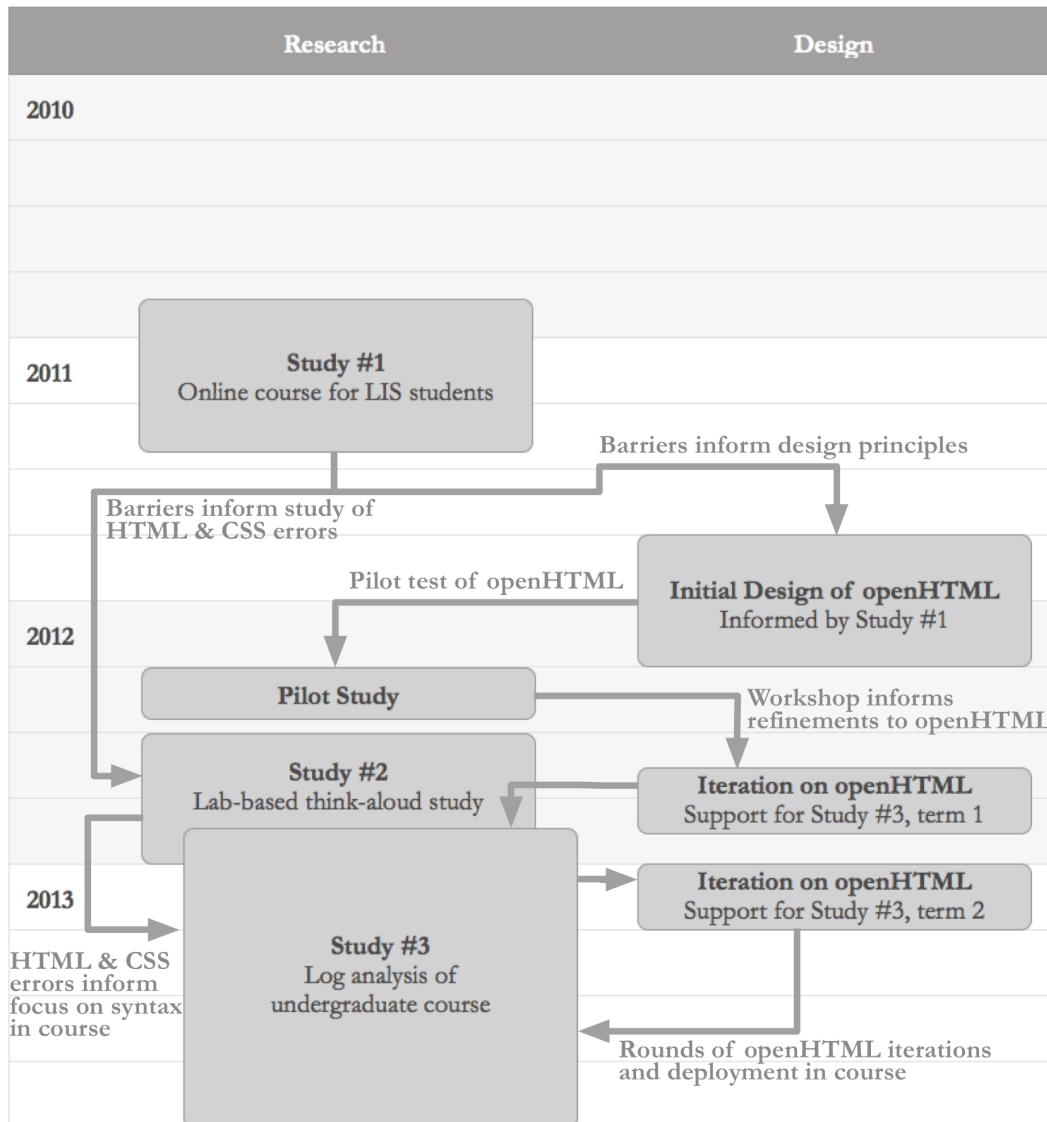 Research
Design
2010
2011
Study #1
Online course for LIS students
Barriers inform design principles
Barriers inform study of
HTML & CSS errors
Pilot test of openHTML
Initial Design of openHTML
Informed by Study #1
2012
Pilot Study
Workshop informs
refinements to openHTML
Study #2
Lab-based think-aloud study
Iteration on openHTML
Support for Study #3, term 1
2013
Iteration on openHTML
Support for Study #3, term 2
HTML & CSS
errors inform
focus on syntax
in course
Study #3
Log analysis of
undergraduate course
Rounds of openHTML iterations
and deployment in course